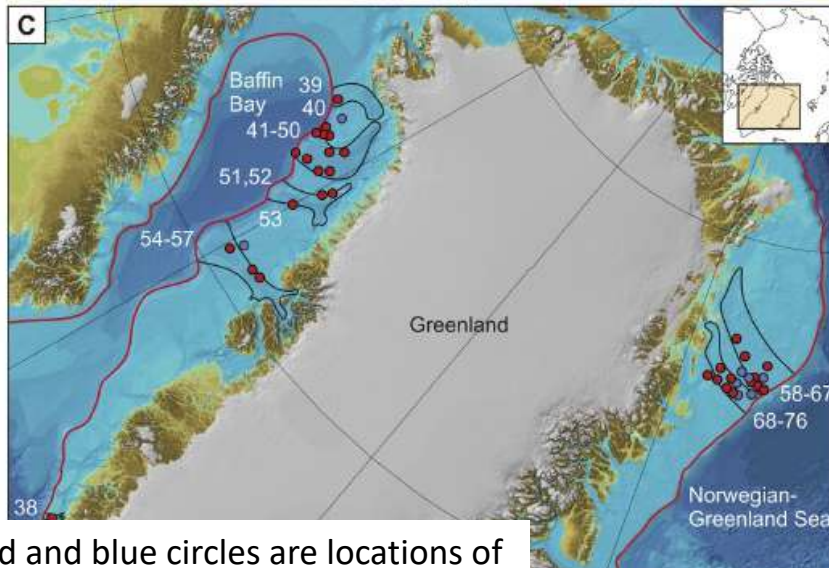 C
Baffin
Bay
39
40
41-50
51,52
53
54-57
Greenland
58-67
68-76
38
Norwegian-
Greenland Sea
d and blue circles are locations of